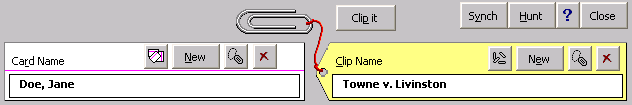 Clip it
Synch Hunt ? Close
Card Name New
Clip Name New
Doe, Jane
Towne v. Livinston